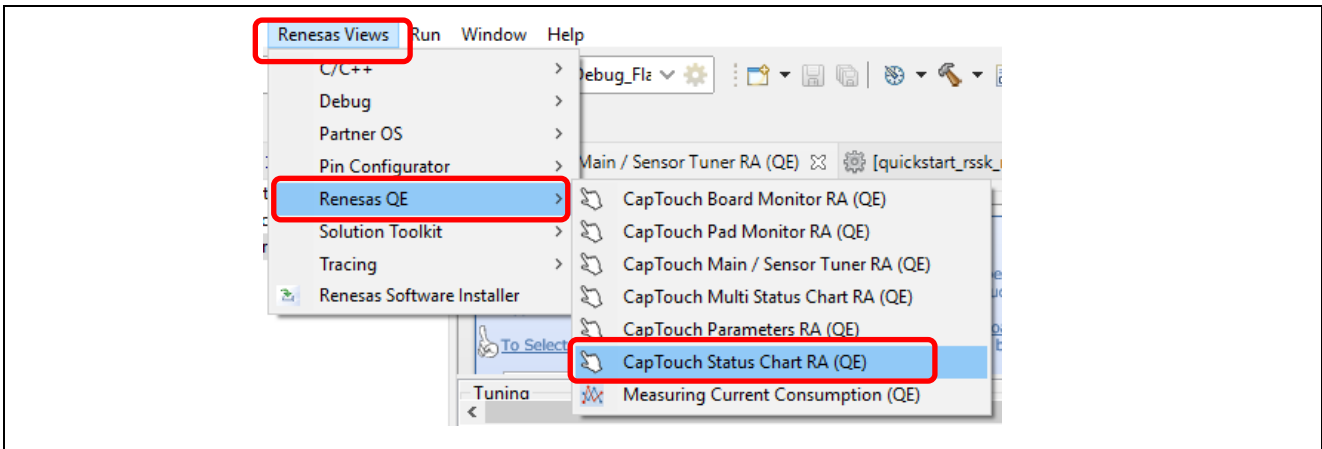 Renesas Views Run Window Help
C/C++
Debug
Partner OS
Pin Configurator
Renesas QE
Solution Toolkit
Tracing
Renesas Software Installer
ebug_Fla
Main / Sensor Tuner RA (QE) [quickstart_rssk_
CapTouch Board Monitor RA (QE)
CapTouch Pad Monitor RA (QE)
CapTouch Main / Sensor Tuner RA (QE)
CapTouch Multi Status Chart RA (QE)
CapTouch Parameters RA (QE)
CapTouch Status Chart RA (QE)
Measuring Current Consumption (QE)
To Select
Tuning